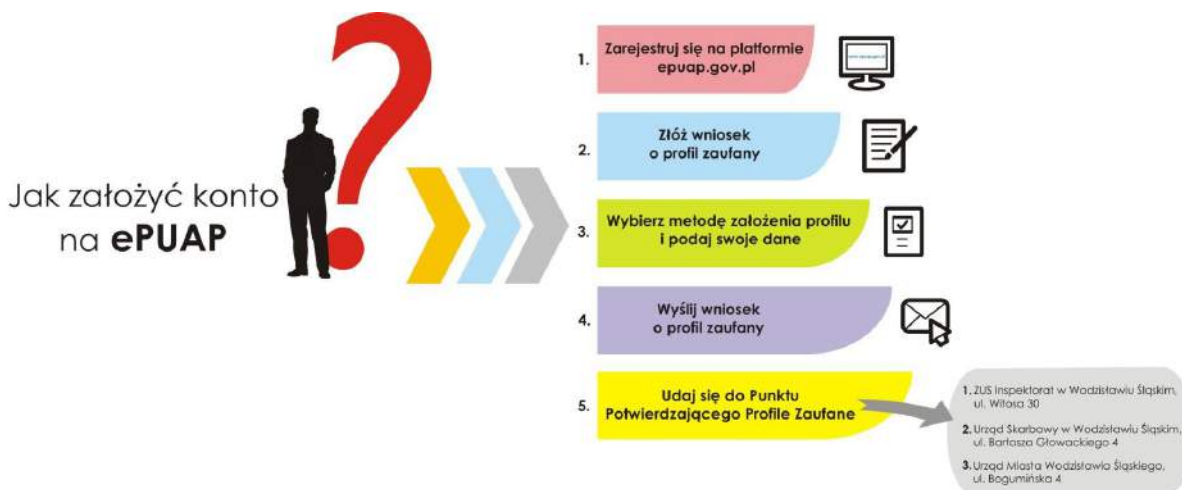 Jak założyć konto
na ePUAP
?
1.
Zarejestruj się na platformie
epuap.gov.pl
2.
Złóż wniosek
o profil zaufany
3.
Wybierz metodę założenia profilu
i podaj swoje dane
4.
Wyślij wniosek
o profil zaufany
5.
Udaj się do Punktu
Potwierdzającego Profile Zaufane
1. ZUS Inspektorat w Wodzisławiu Śląskim,
ul. Witosa 30
2. Urząd Skarbowy w Wodzisławiu Śląskim,
ul. Bartosza Głowackiego 4
3. Urząd Miasta Wodzisławia Śląskiego,
ul. Bogumińska 4